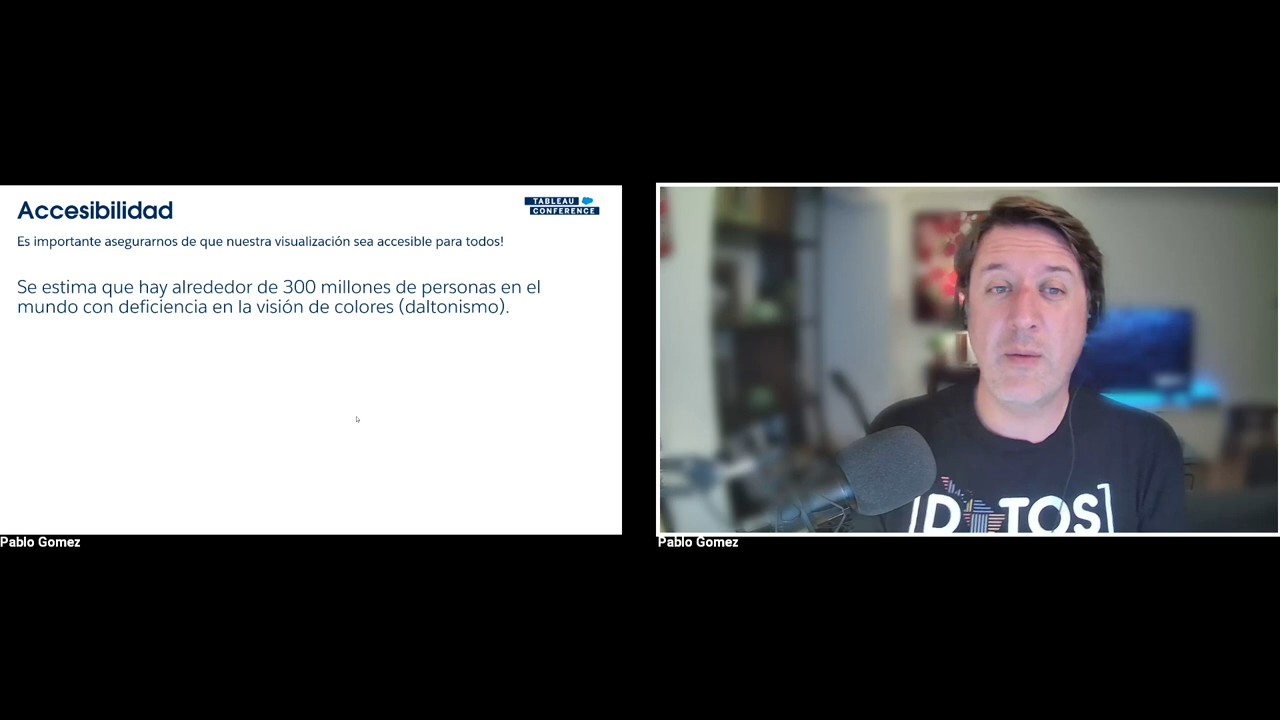 Accesibilidad
TABLEAU
CONFERENCE
Es importante asegurarnos de que nuestra visualización sea accesible para todos!
Se estima que hay alrededor de 300 millones de personas en el
mundo con deficiencia en la visión de colores (daltonismo).
Pablo Gomez
[DATOS]
Pablo Gomez